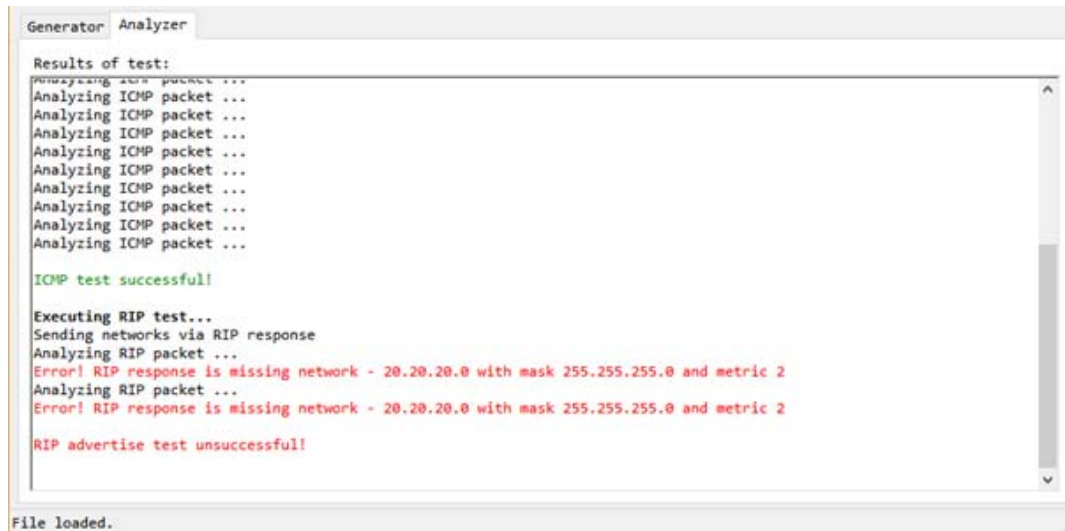 Generator Analyzer
Results of test:
Analyzing ICMP packet ...
Analyzing ICMP packet ...
Analyzing ICMP packet ...
Analyzing ICMP packet ...
Analyzing ICMP packet ...
Analyzing ICMP packet ...
Analyzing ICMP packet ...
Analyzing ICMP packet ...
Analyzing ICMP packet ...
Analyzing ICMP packet ...
ICMP test successful!
Executing RIP test...
Sending networks via RIP response
Analyzing RIP packet ...
Error! RIP response is missing network - 20.20.20.0 with mask 255.255.255.0 and metric 2
Analyzing RIP packet ...
Error! RIP response is missing network - 20.20.20.0 with mask 255.255.255.0 and metric 2
RIP advertise test unsuccessful!
File loaded.